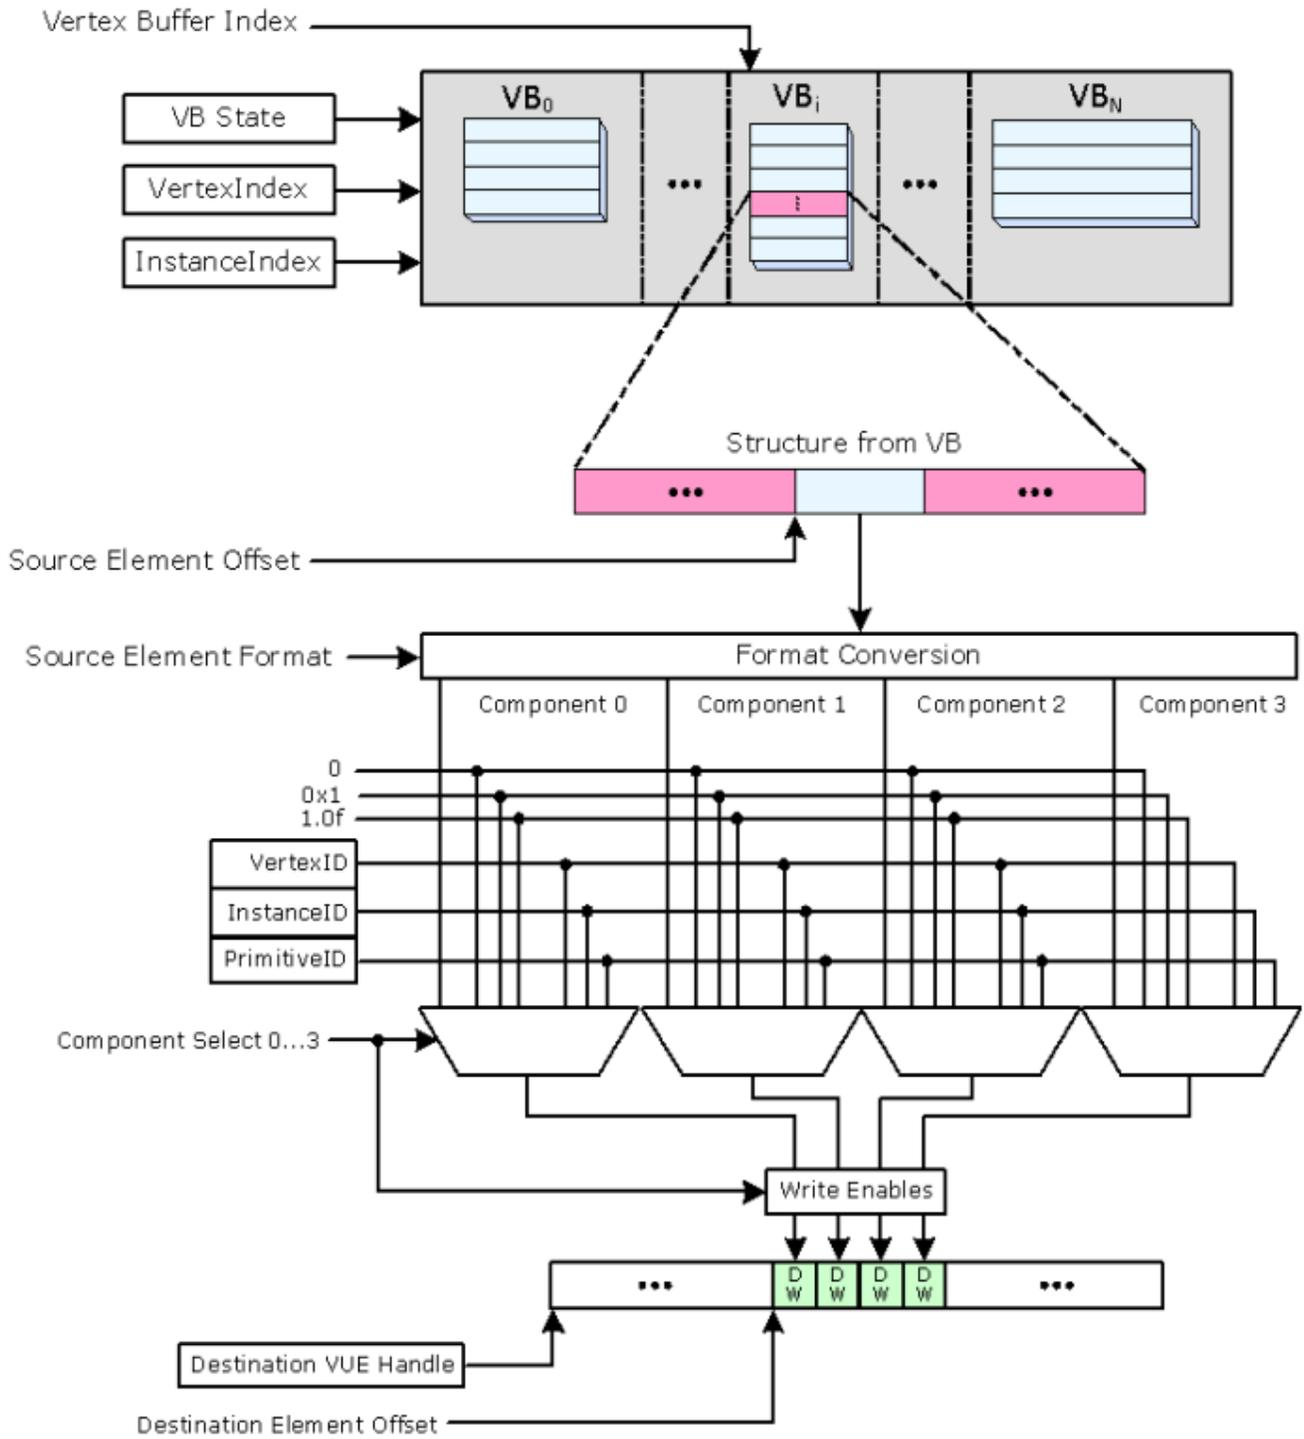 Vertex Buffer Index
VB State
VertexIndex
InstanceIndex
VB0
VBi
VBN
•••
•••
Structure from VB
•••
•••
Source Element Offset
Source Element Format
Format Conversion
Component 0
Component 1
Component 2
Component 3
0
0x1
1.0f
VertexID
InstanceID
PrimitiveID
Component Select 0...3
Write Enables
•••
D W
D W
D W
D W
•••
Destination VUE Handle
Destination Element Offset